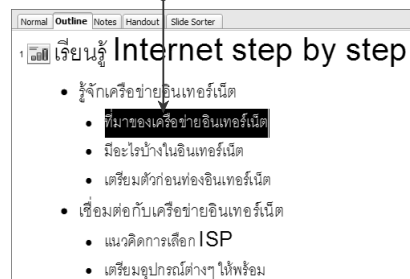 Normal Outline Notes Handout Slide Sorter
1 เรียนรู้ Internet step by step
• รู้จักเครือข่ายอินเทอร์เน็ต
• ที่มาของเครือข่ายอินเทอร์เน็ต
• มีอะไรบ้างในอินเทอร์เน็ต
• เตรียมตัวก่อนท่องอินเทอร์เน็ต
• เชื่อมต่อกับเครือข่ายอินเทอร์เน็ต
• แนวคิดการเลือก ISP
• เตรียมอุปกรณ์ต่างๆ ให้พร้อม